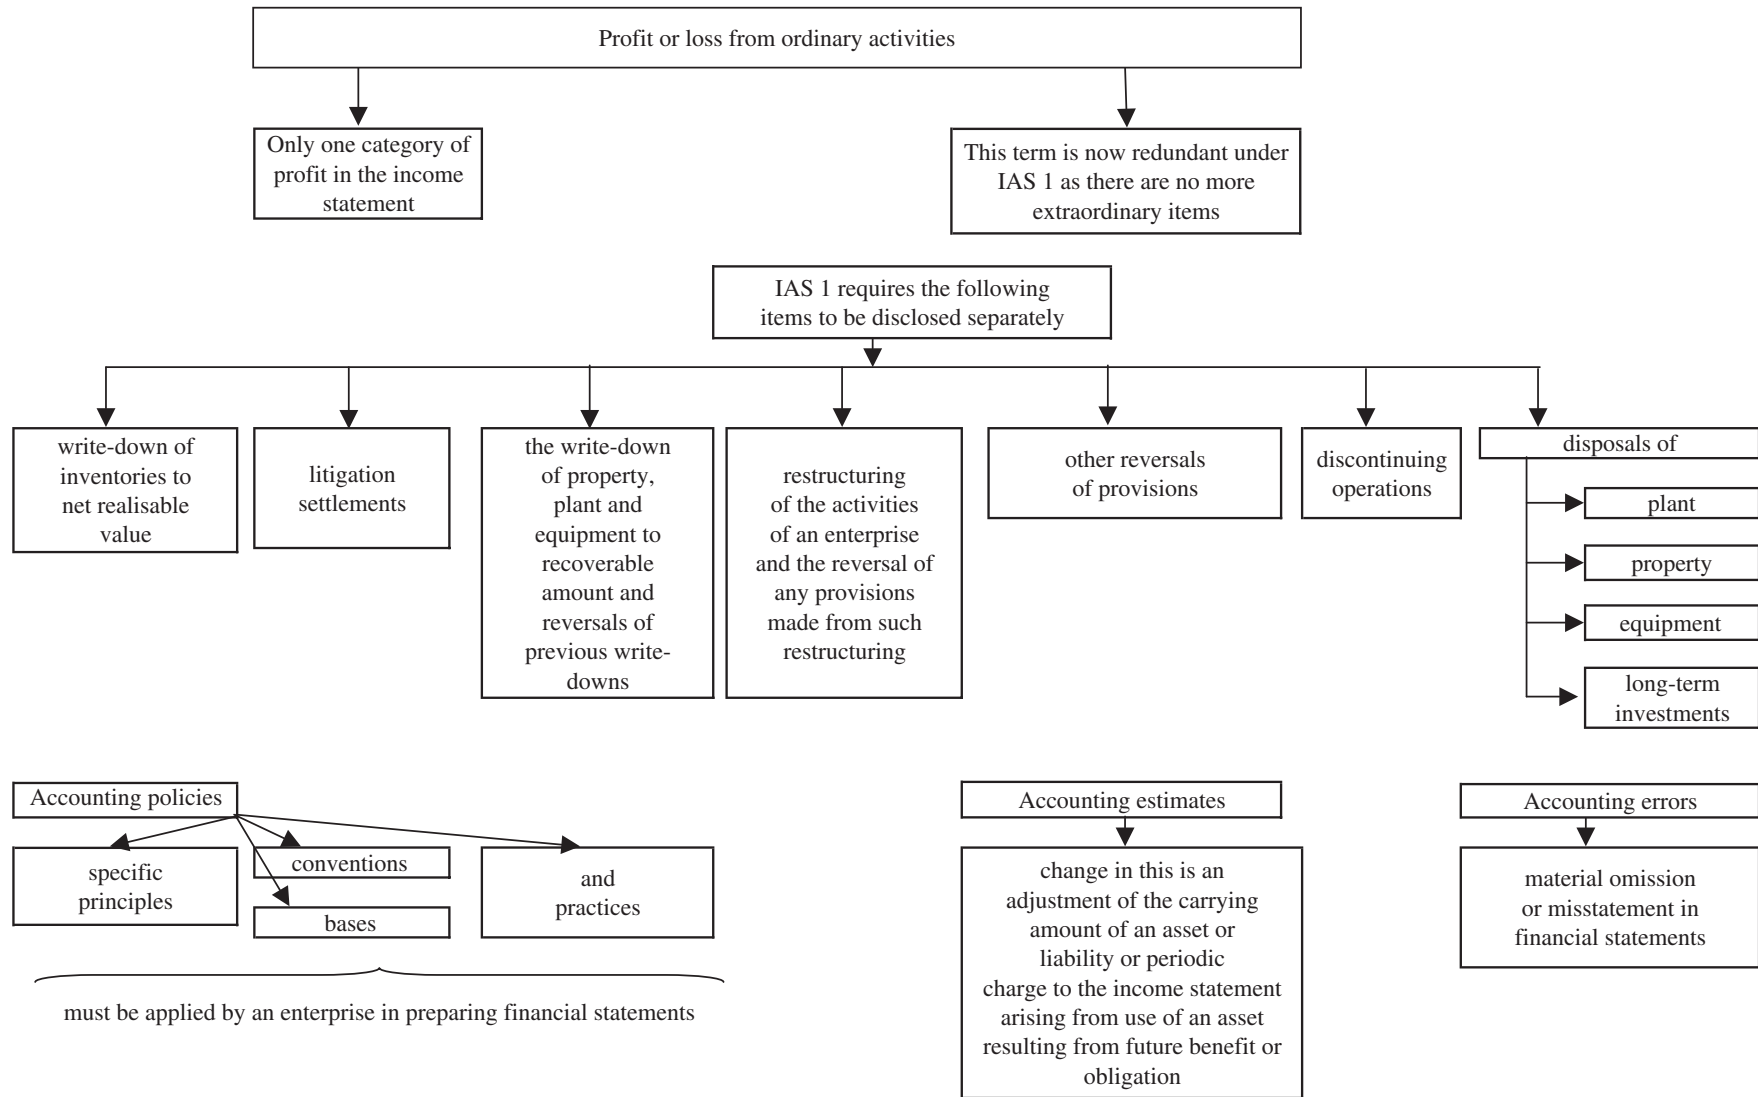 Profit or loss from ordinary activities
Only one category of
profit in the income
statement
This term is now redundant under
IAS 1 as there are no more
extraordinary items
IAS 1 requires the following
items to be disclosed separately
write-down of
inventories to
net realisable
value
litigation
settlements
the write-down
of property,
plant and
equipment to
recoverable
amount and
reversals of
previous write-
downs
restructuring
of the activities
of an enterprise
and the reversal of
any provisions
made from such
restructuring
other reversals
of provisions
discontinuing
operations
disposals of
plant
property
equipment
long-term
investments
Accounting policies
specific
principles
conventions
bases
and
practices
must be applied by an enterprise in preparing financial statements
Accounting estimates
change in this is an
adjustment of the carrying
amount of an asset or
liability or periodic
charge to the income statement
arising from use of an asset
resulting from future benefit or
obligation
Accounting errors
material omission
or misstatement in
financial statements